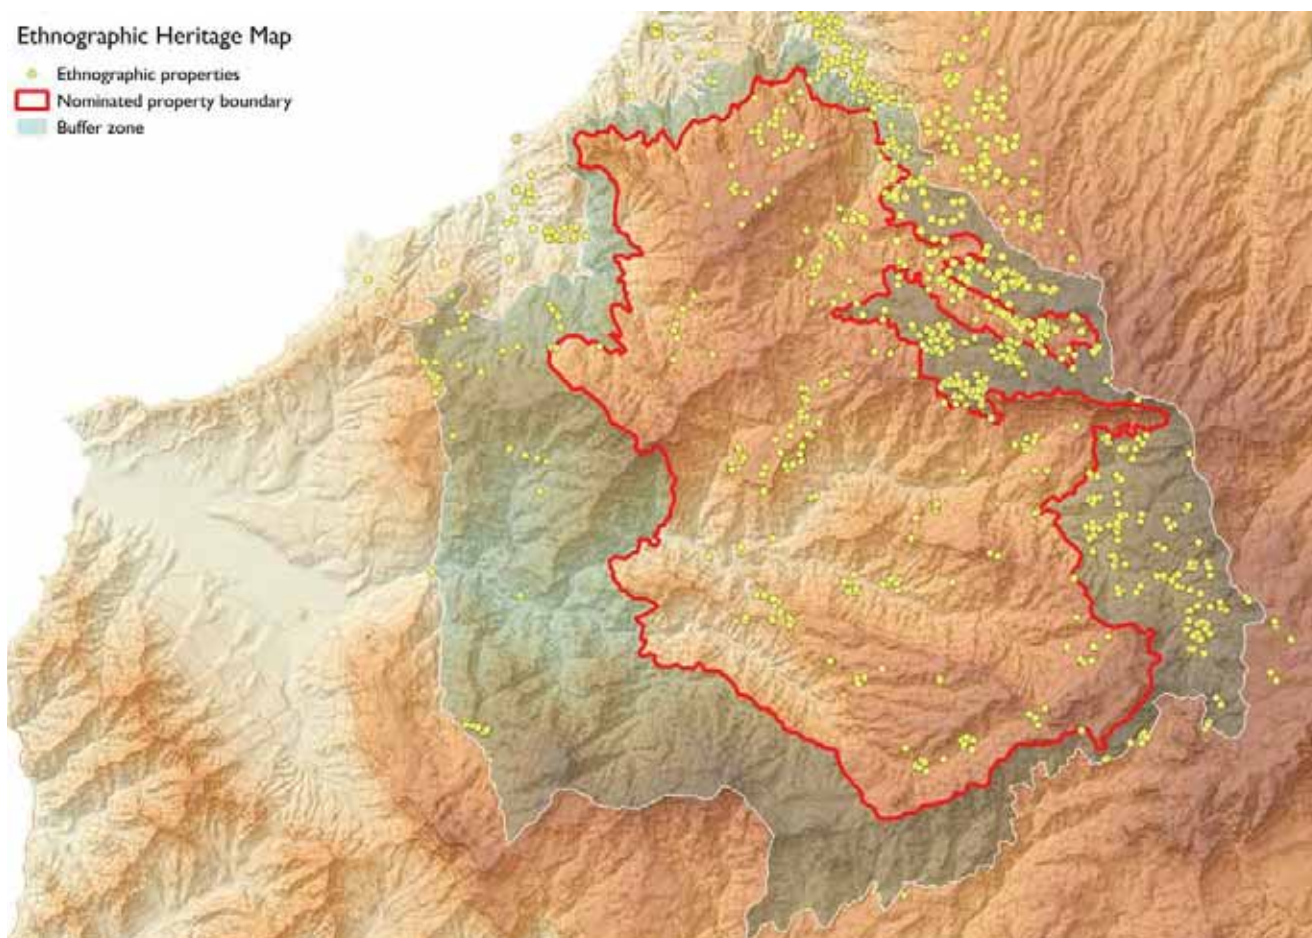 Ethnographic Heritage Map
Ethnographic properties
Nominated property boundary
Buffer zone